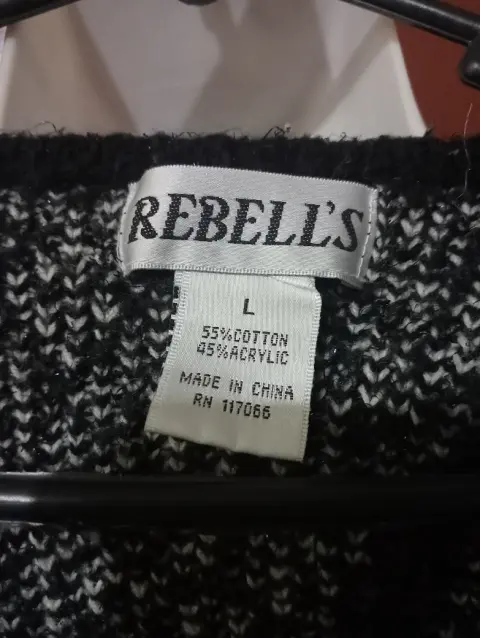 REBELL'S
L
55%COTTON
45%ACRYLIC
MADE IN CHINA
RN 117066